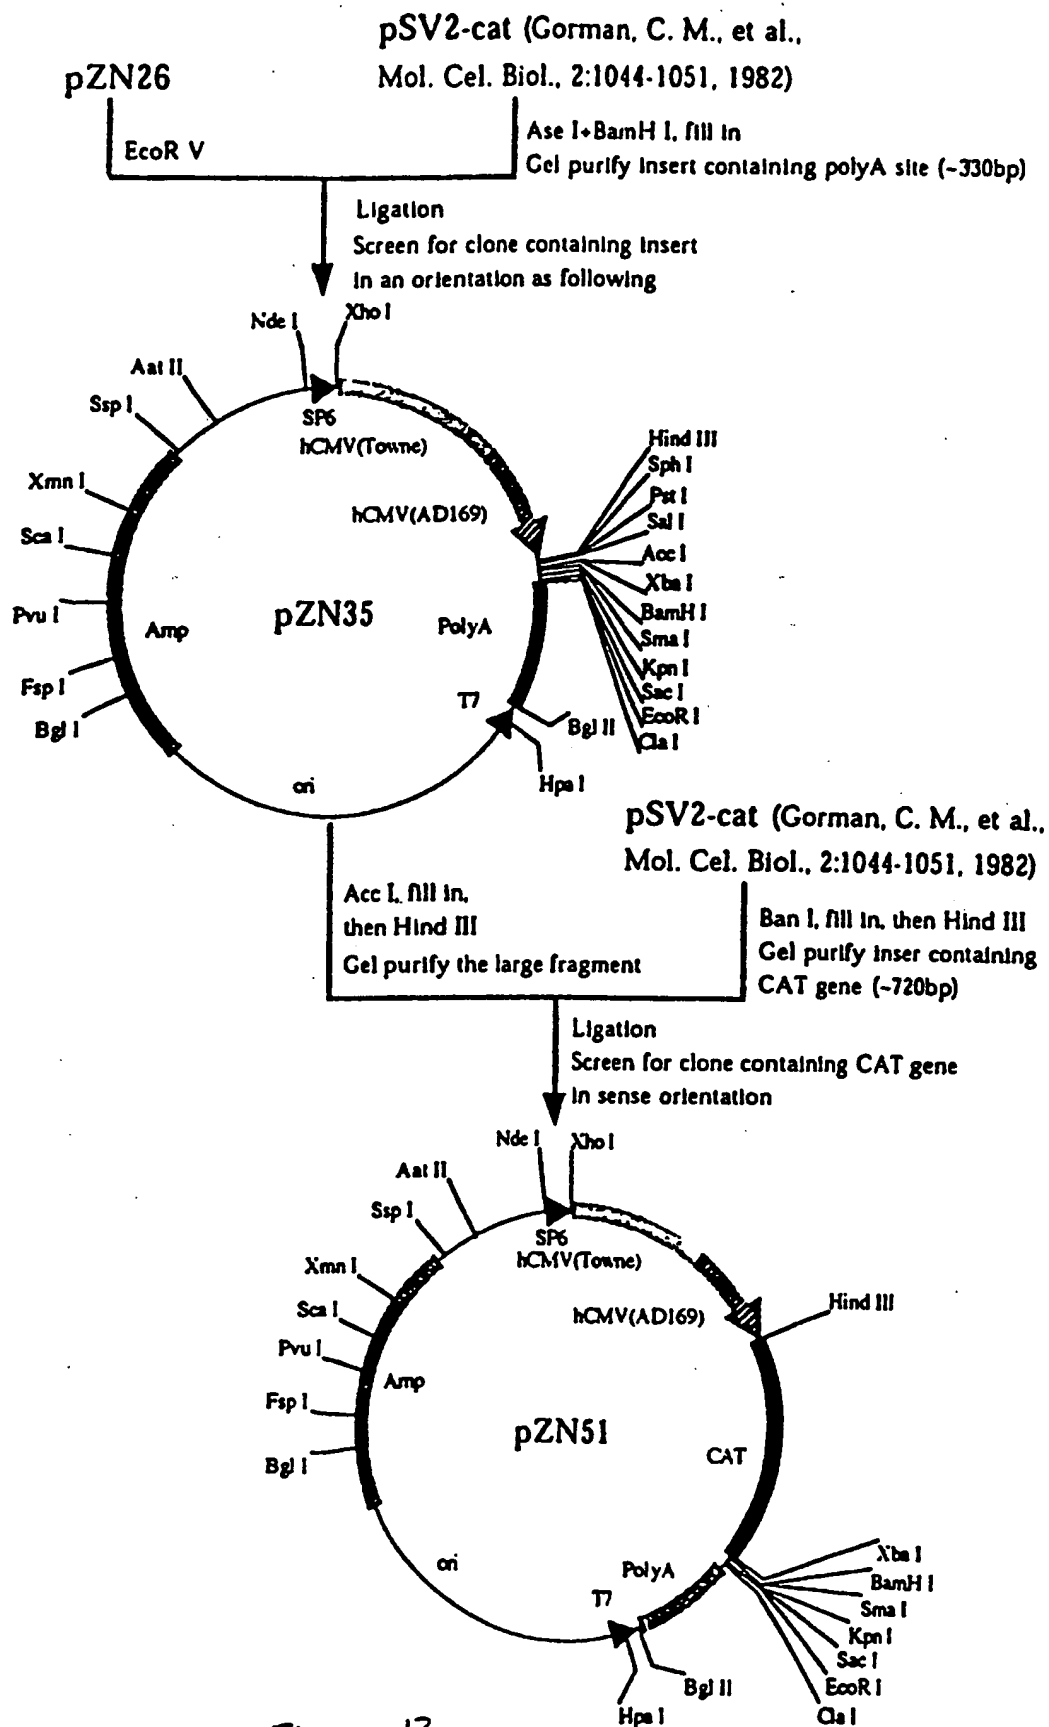 pSV2-cat (Gorman, C. M., et al.,
Mol. Cel. Biol., 2:1044-1051, 1982)
pZN26
EcoR V
Ase I+BamH I, fill in
Gel purify insert containing polyA site (~330bp)
Ligation
Screen for clone containing insert
in an orientation as following
Nde I
Xho I
Aat II
Ssp I
SP6
hCMV(Towne)
Xmn I
hCMV(AD169)
Sca I
Pvu I
Amp
pZN35
PolyA
Fsp I
Bgl I
T7
ori
Hind III
Sph I
Pst I
Sal I
Acc I
Xba I
BamH I
Sma I
Kpn I
Sac I
EcoR I
Cla I
Bgl II
Hpa I
pSV2-cat (Gorman, C. M., et al.,
Mol. Cel. Biol., 2:1044-1051, 1982)
Acc I, fill in,
then Hind III
Gel purify the large fragment
Ban I, fill in, then Hind III
Gel purify inser containing
CAT gene (~720bp)
Ligation
Screen for clone containing CAT gene
in sense orientation
Nde I
Xho I
Aat II
Ssp I
SP6
hCMV(Towne)
Xmn I
hCMV(AD169)
Hind III
Sca I
Pvu I
Amp
Fsp I
pZN51
CAT
Bgl I
ori
PolyA
T7
Xba I
BamH I
Sma I
Kpn I
Sac I
EcoR I
Cla I
Bgl II
Hpa I